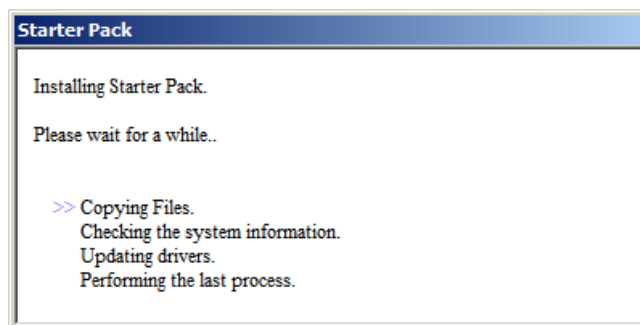 Starter Pack
Installing Starter Pack.
Please wait for a while..
>> Copying Files.
Checking the system information.
Updating drivers.
Performing the last process.